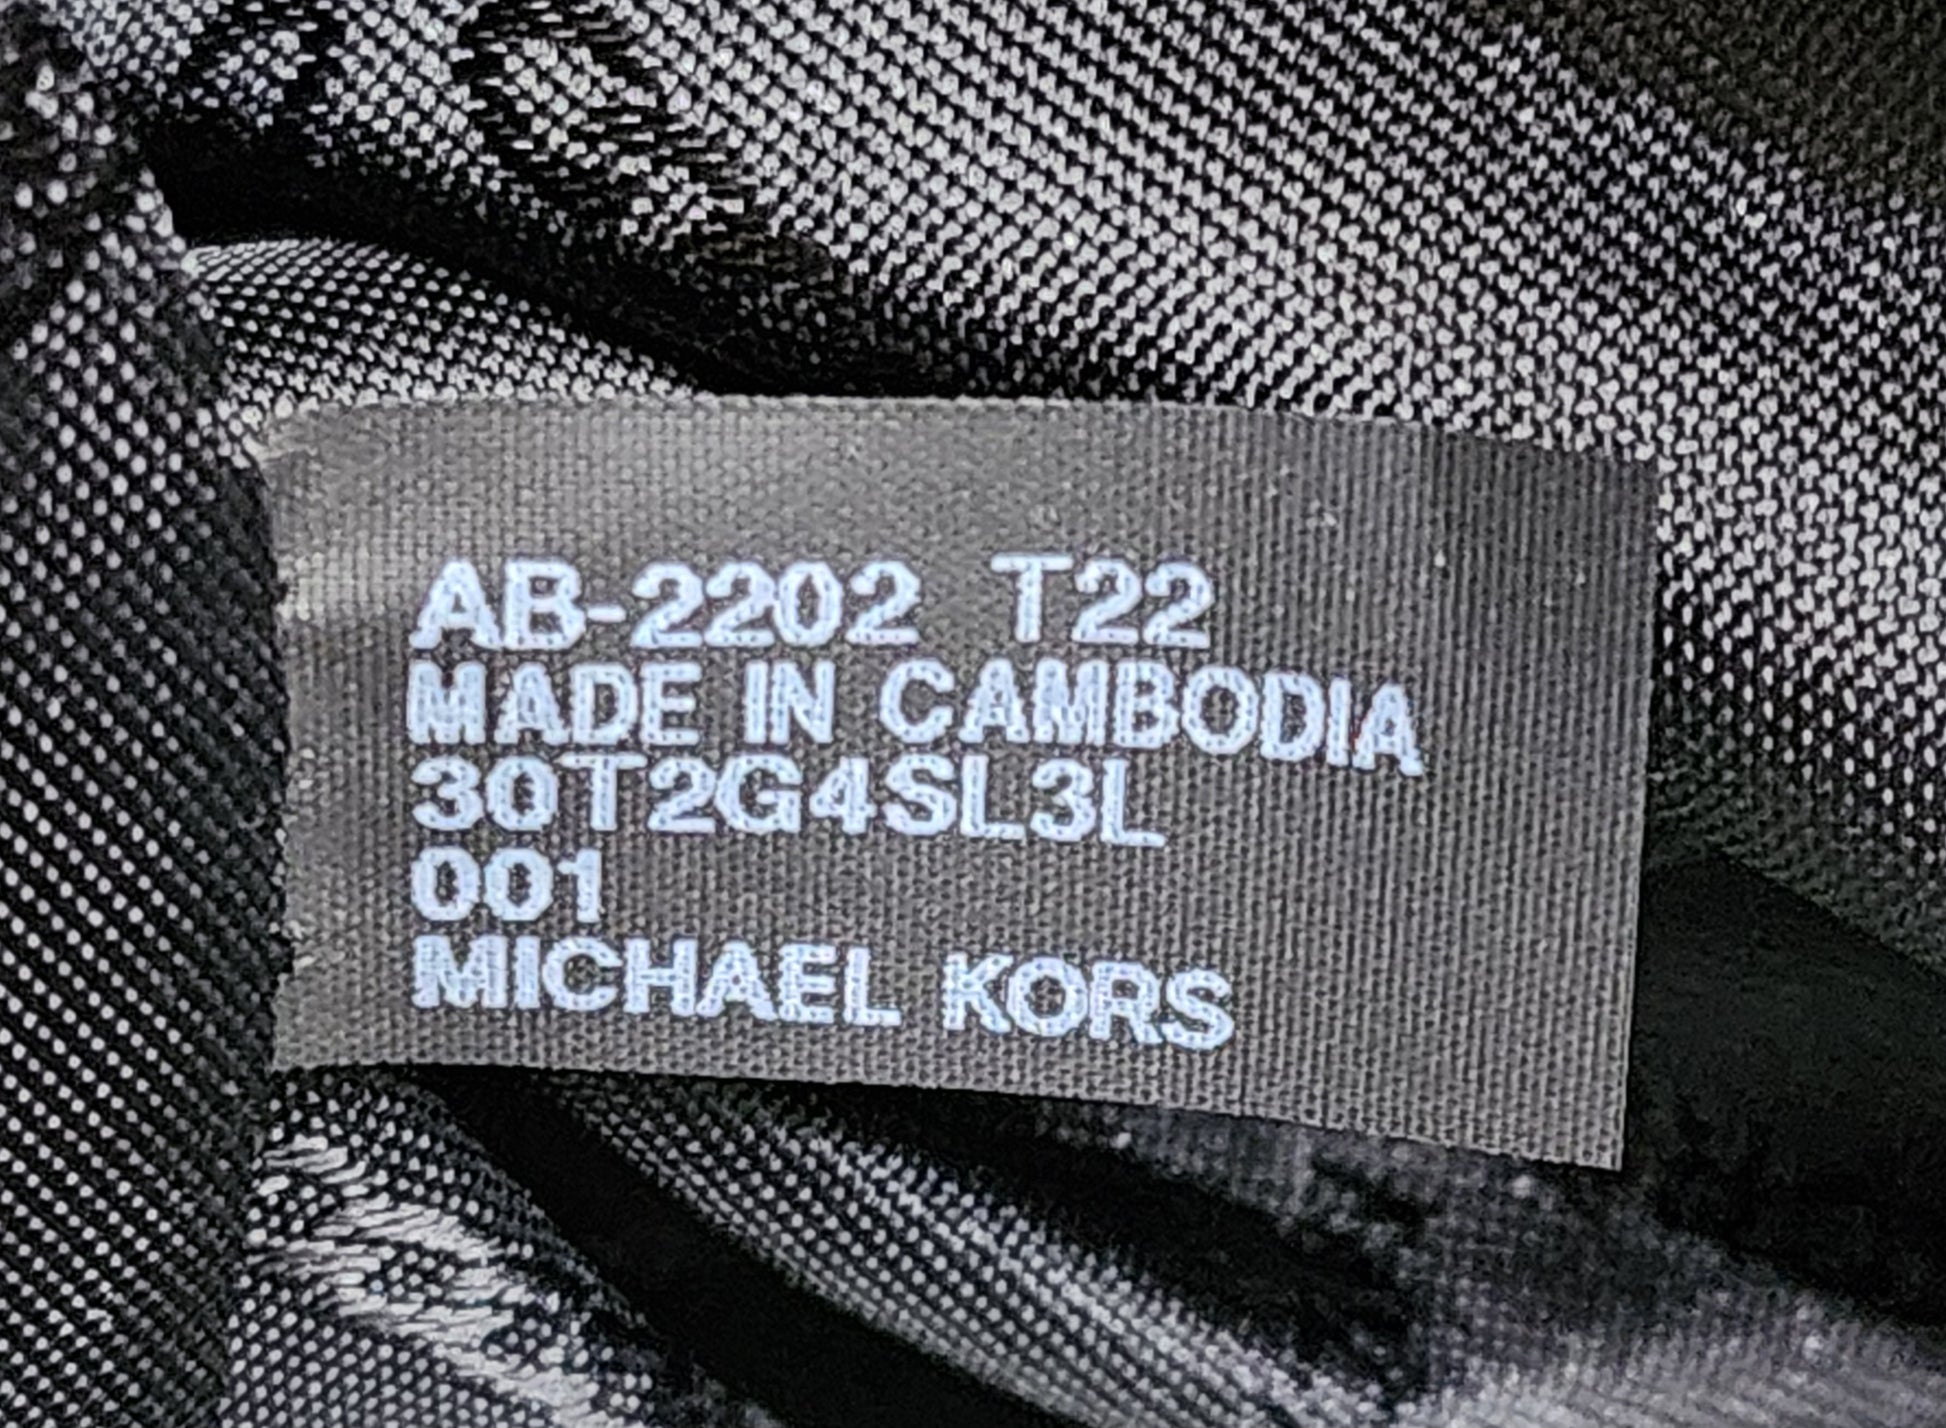 AB-2202 T22
MADE IN CAMBODIA
30T2G4SL3L
001
MICHAEL KORS